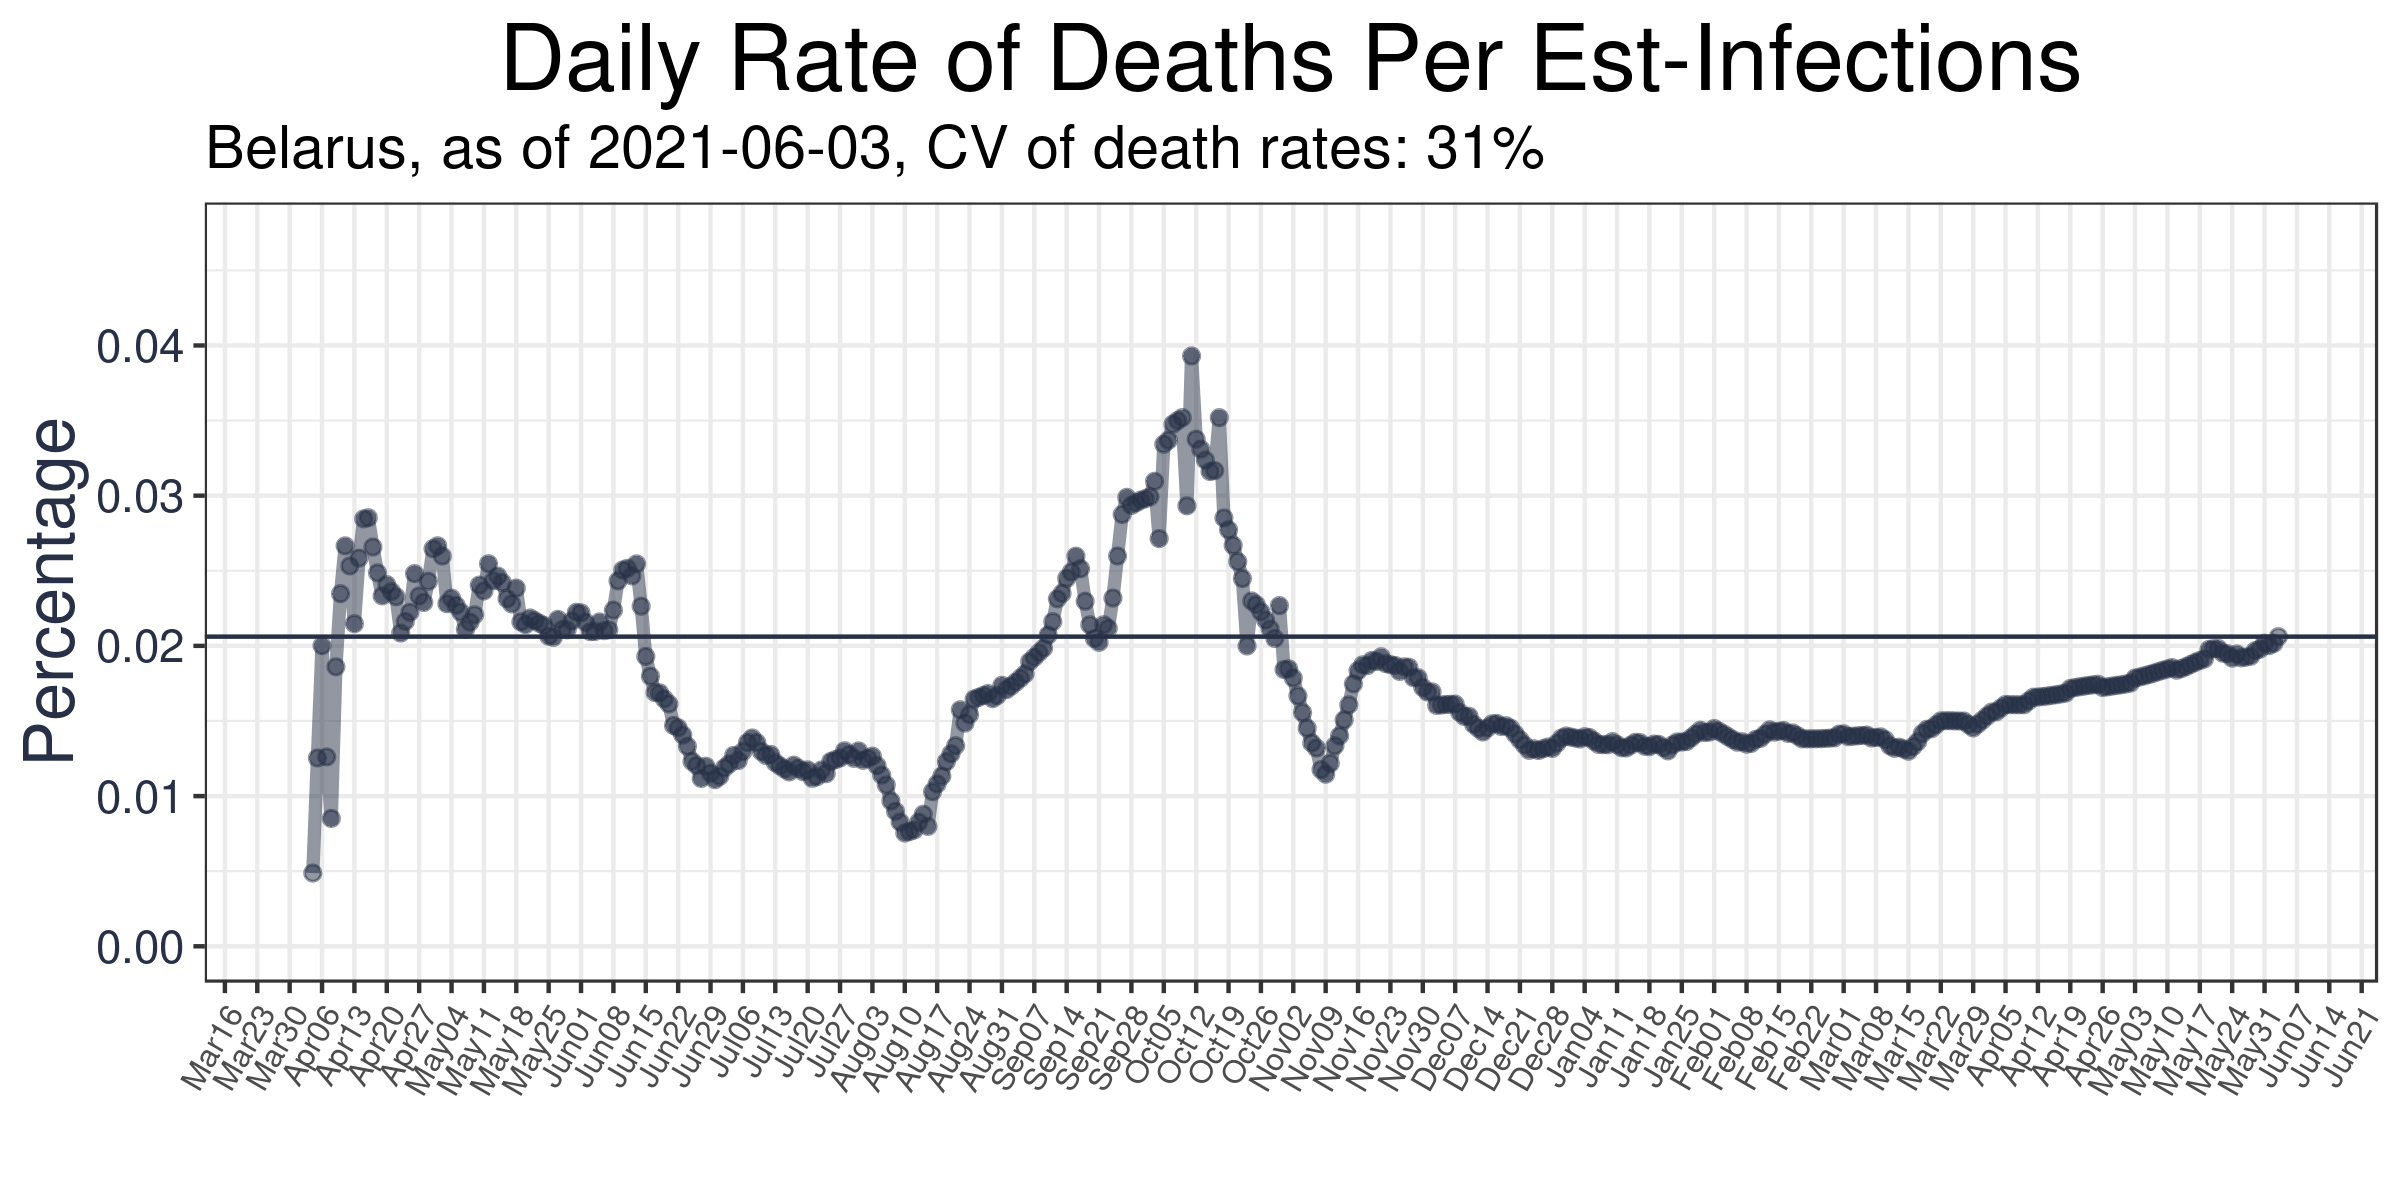 Daily Rate of Deaths Per Est-Infections
Belarus, as of 2021-06-03, CV of death rates: 31%
Percentage
0.04
0.03
0.02
0.01
0.00
Mar16
Mar23
Mar30
Apr06
Apr13
Apr20
Apr27
May04
May11
May18
May25
Jun01
Jun08
Jun15
Jun22
Jun29
Jul06
Jul13
Jul20
Jul27
Aug03
Aug10
Aug17
Aug24
Aug31
Sep07
Sep14
Sep21
Sep28
Oct05
Oct12
Oct19
Oct26
Nov02
Nov09
Nov16
Nov23
Nov30
Dec07
Dec14
Dec21
Dec28
Jan04
Jan11
Jan18
Jan25
Feb01
Feb08
Feb15
Feb22
Mar01
Mar08
Mar15
Mar22
Mar29
Apr05
Apr12
Apr19
Apr26
May03
May10
May17
May24
May31
Jun07
Jun14
Jun21